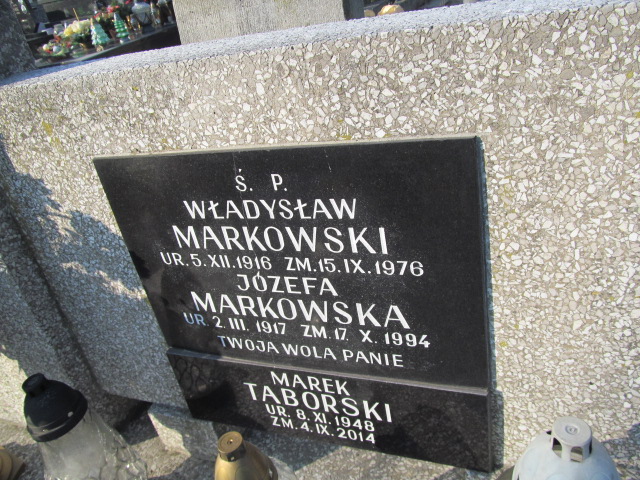 Ś. P.
WŁADYSŁAW
MARKOWSKI
UR. 5.XII.1916 ZM.15.IX.1976
JÓZEFA
MARKOWSKA
UR. 2.III.1917 ZM.17.X.1994
TWOJA WOLA PANIE
MAREK
TABORSKI
UR. 8.XI.1948
ZM.4.IX.2014